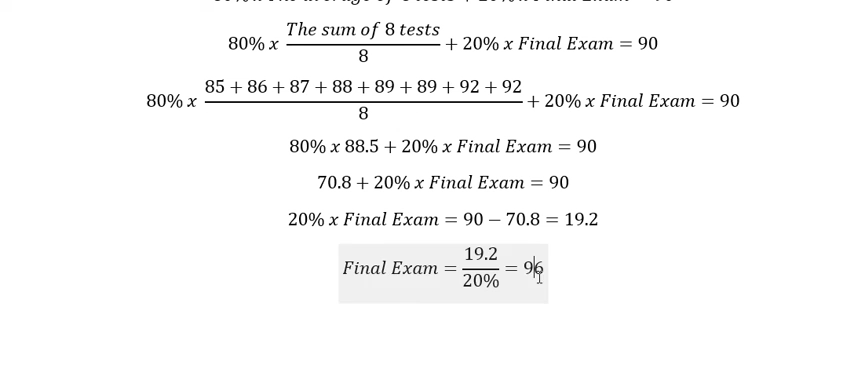 80% x The sum of 8 tests / 8 + 20% x Final Exam = 90
80% x 85 + 86 + 87 + 88 + 89 + 89 + 92 + 92 / 8 + 20% x Final Exam = 90
80% x 88.5 + 20% x Final Exam = 90
70.8 + 20% x Final Exam = 90
20% x Final Exam = 90 − 70.8 = 19.2
Final Exam = 19.2 / 20% = 96